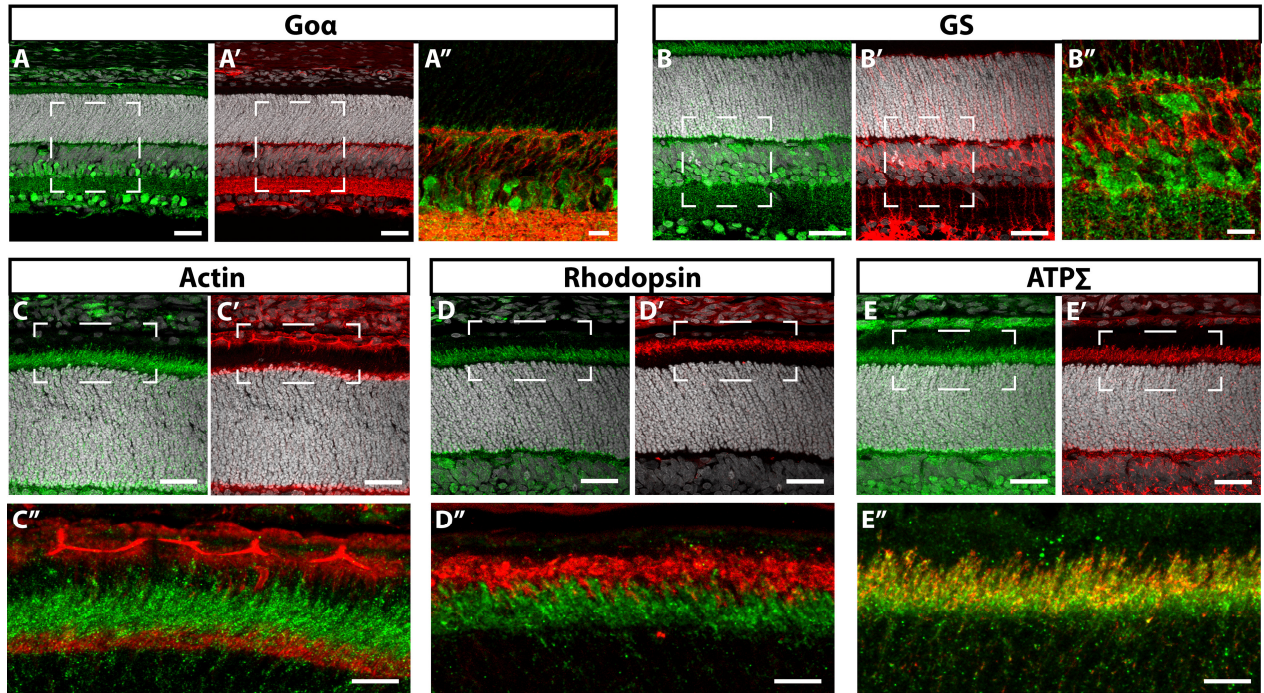 Goα
GS
A
A′
A″
B
B′
B″
Actin
Rhodopsin
ATPΣ
C
C′
D
D′
E
E′
C″
D″
E″